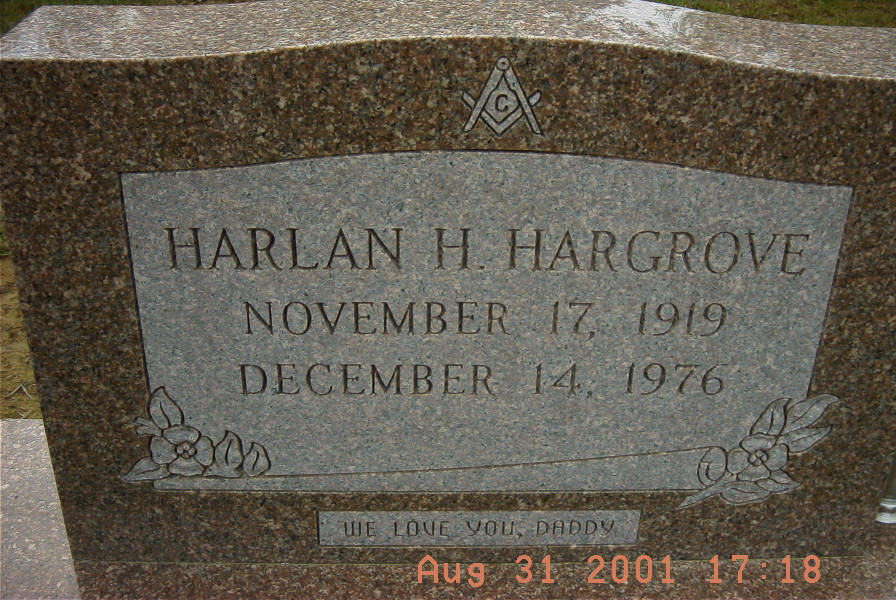 G
HARLAN H. HARGROVE
NOVEMBER 17, 1919
DECEMBER 14, 1976
WE LOVE YOU, DADDY
Aug 31 2001 17:18